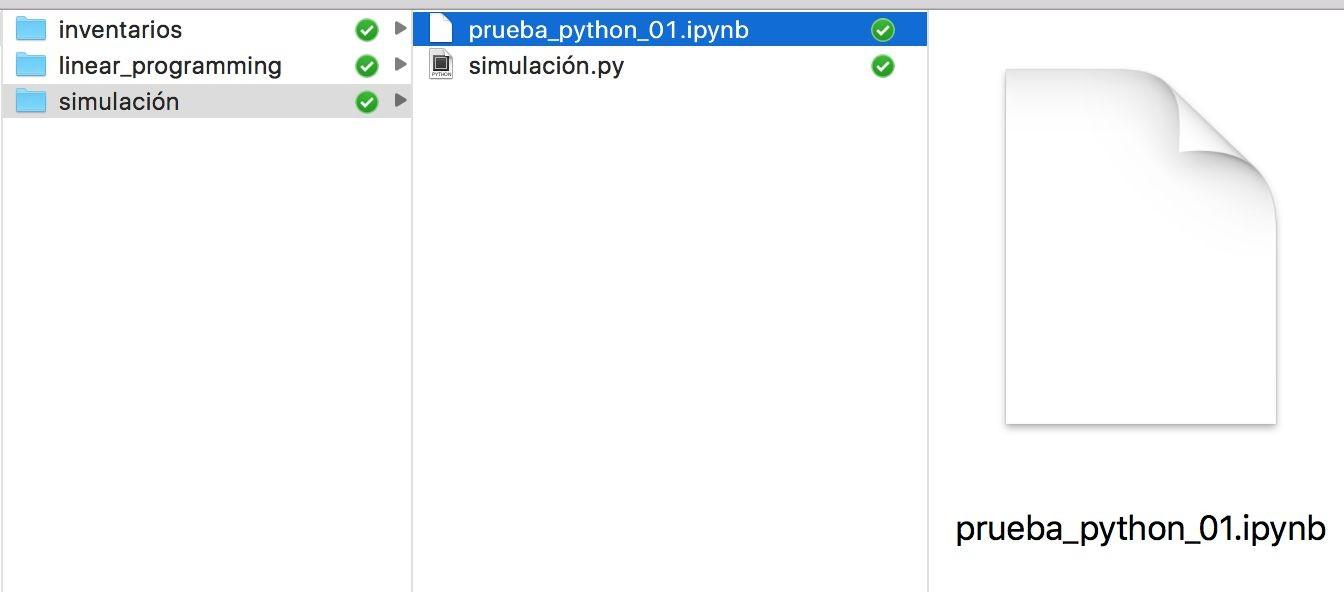 inventarios
linear_programming
simulación
prueba_python_01.ipynb
simulación.py
PYTHON
prueba_python_01.ipynb